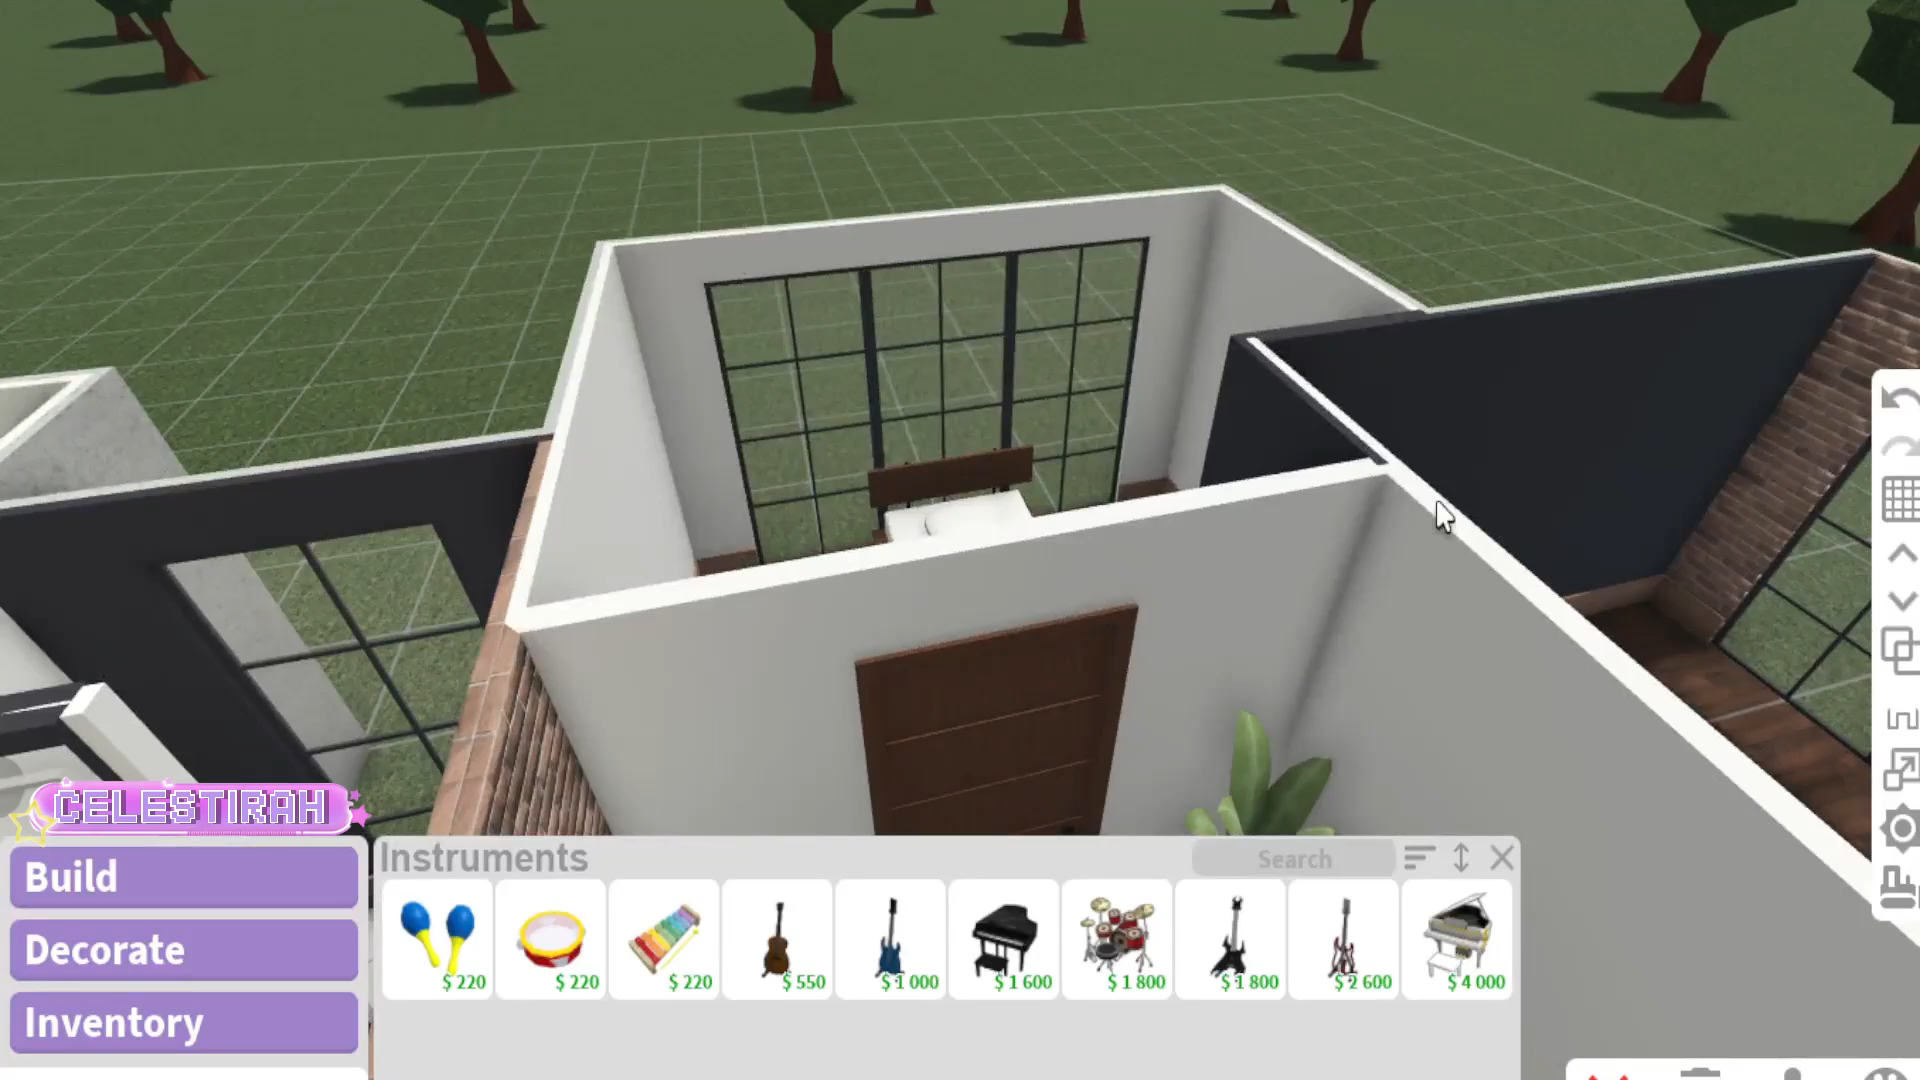 CELESTIRAH
Build
Decorate
Inventory
Instruments
Search
$ 220
$ 220
$ 220
$ 550
$ 1 000
$ 1 600
$ 1 800
$ 1 800
$ 2 600
$ 4 000